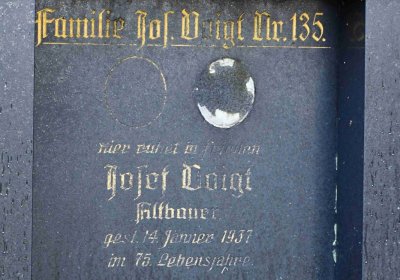 Familie Jos. Voigt Nr. 135.
Hier ruhet in Frieden
Josef Voigt
Altbauer,
gest. 14. Jänner 1937
im 75. Lebensjahre.